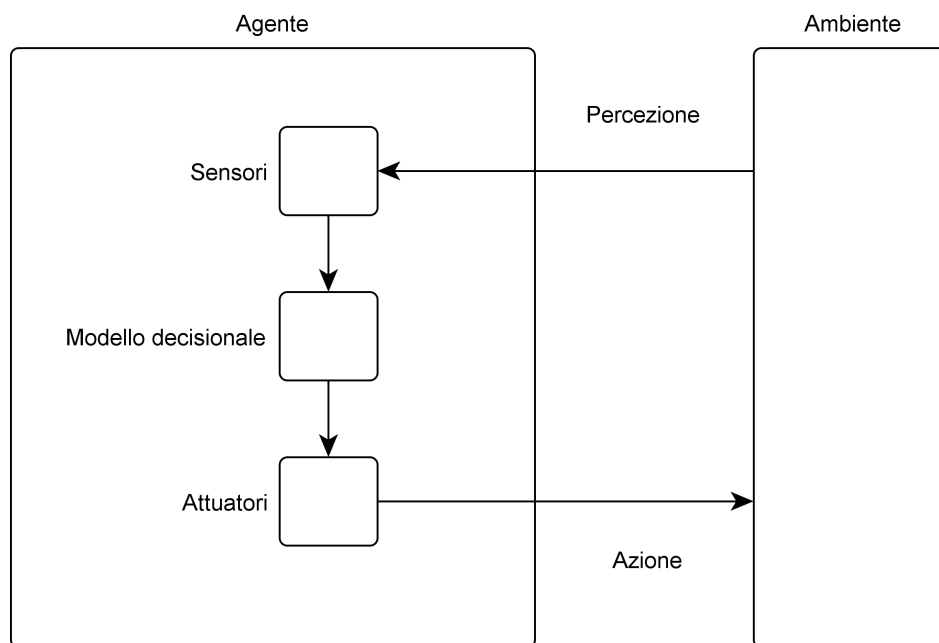 Agente
Ambiente
Percezione
Sensori
Modello decisionale
Attuatori
Azione